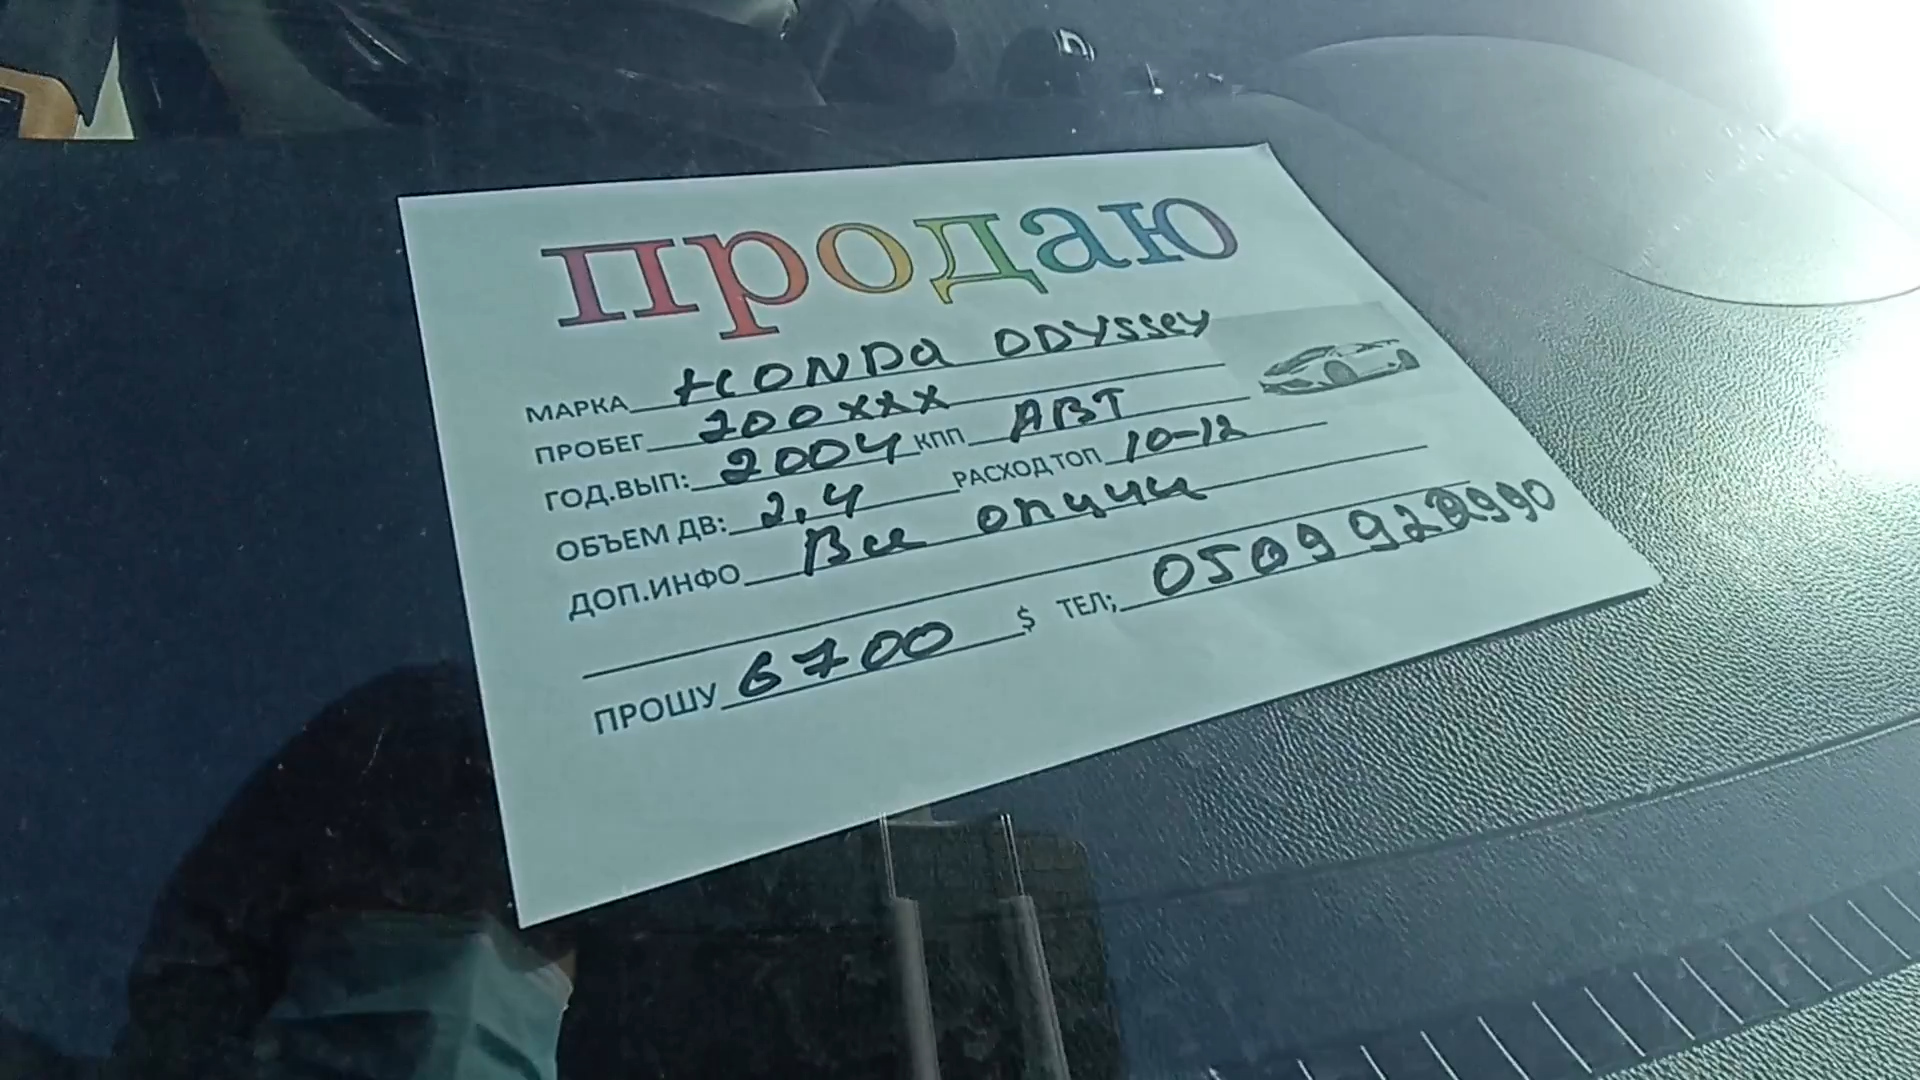 продаю
МАРКА HONDA ODYSSEY
ПРОБЕГ 200xxx
ГОД.ВЫП: 2004 КПП АВТ
ОБЪЕМ ДВ: 2,4 РАСХОД ТОП 10-12
ДОП.ИНФО Все опции
ПРОШУ 6700 $ ТЕЛ;